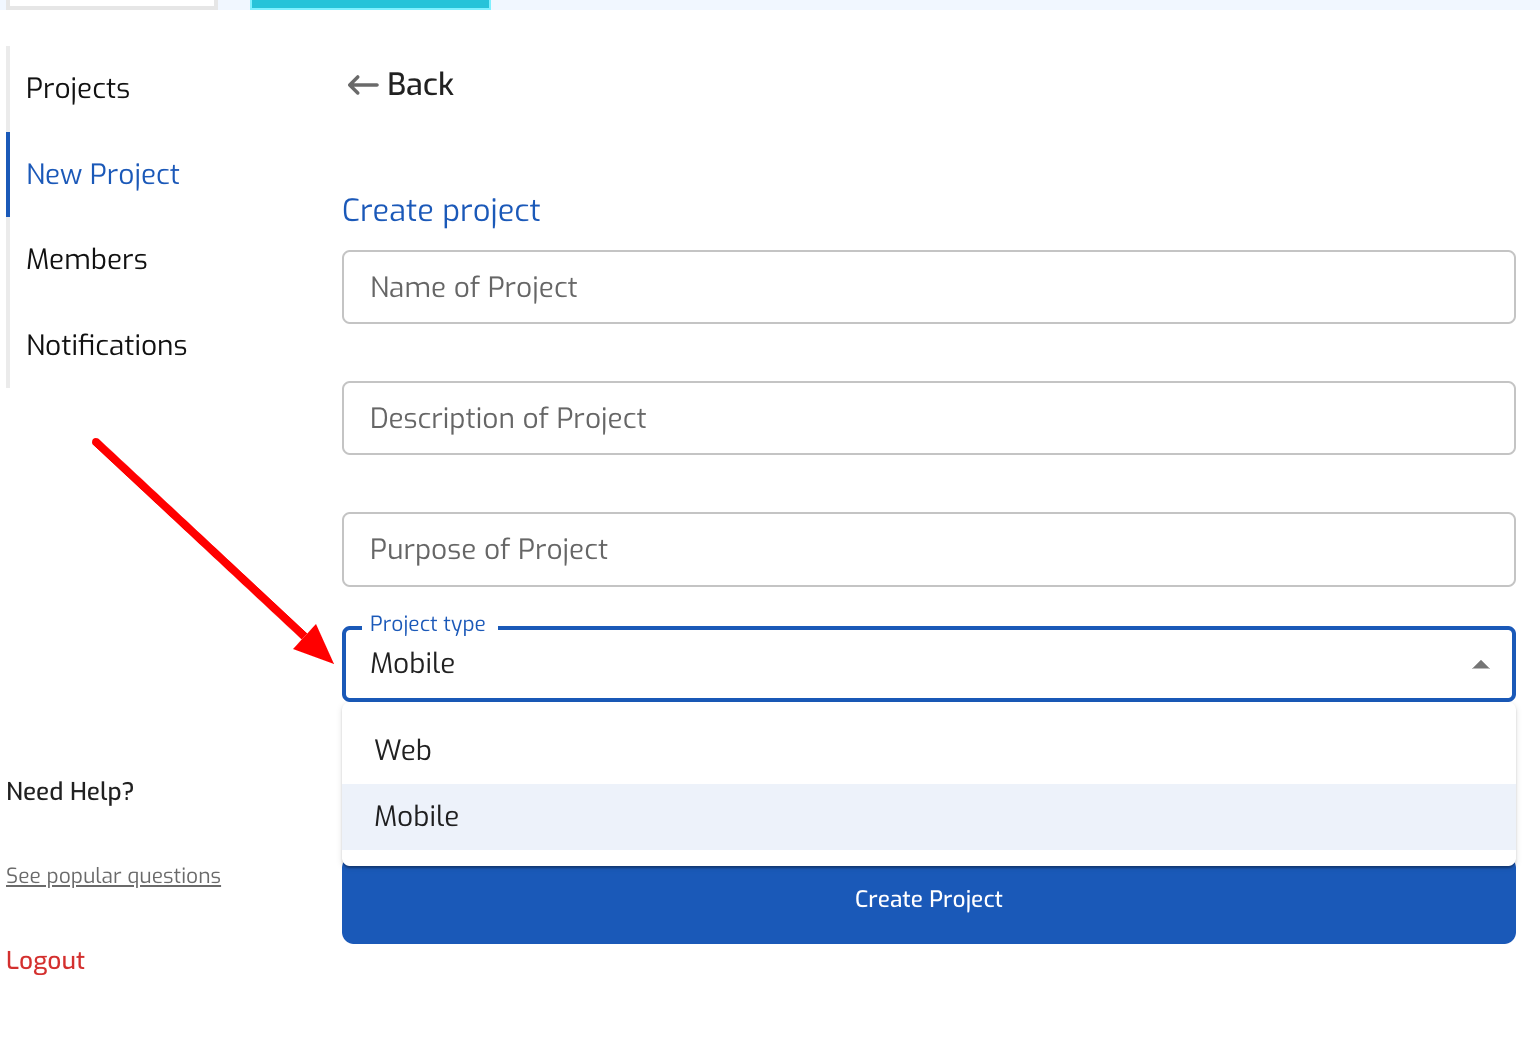 Projects
New Project
Members
Notifications
Need Help?
See popular questions
Logout
Back
Create project
Name of Project
Description of Project
Purpose of Project
Project type
Mobile
Web
Mobile
Create Project